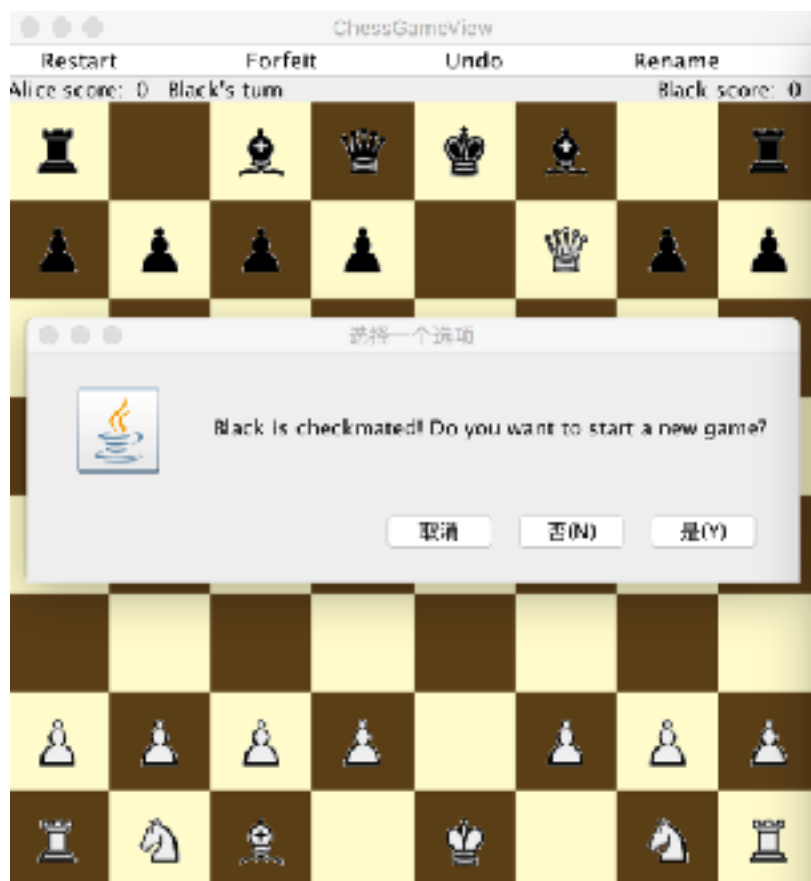 ChessGameView
Restart Forfeit Undo Rename
Alice score: 0 Black's turn Black score: 0
选择一个选项
Black is checkmated! Do you want to start a new game?
取消 否(N) 是(Y)